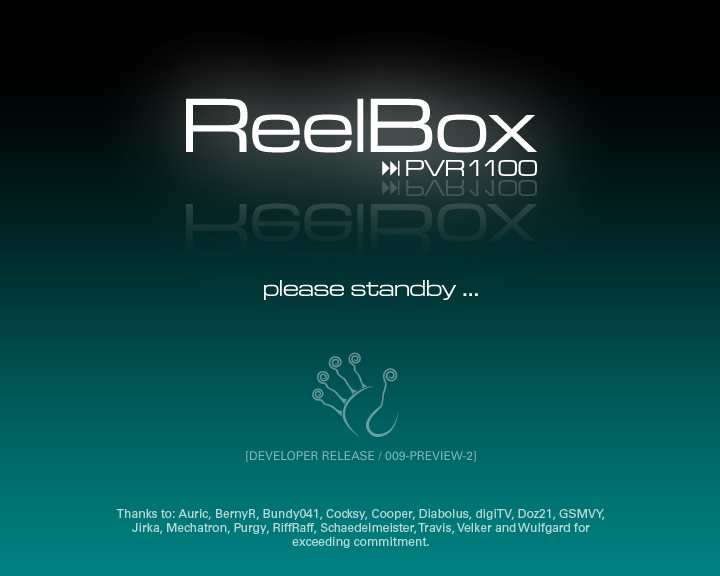 ReelBox
PVR1100
please standby ...
[DEVELOPER RELEASE / 009-PREVIEW-2]
Thanks to: Auric, BernyR, Bundy041, Cocksy, Cooper, Diabolus, digiTV, Doz21, GSMVY,
Jirka, Mechatron, Purgy, RiffRaff, Schaedelmeister, Travis, Velker and Wulfgard for
exceeding commitment.